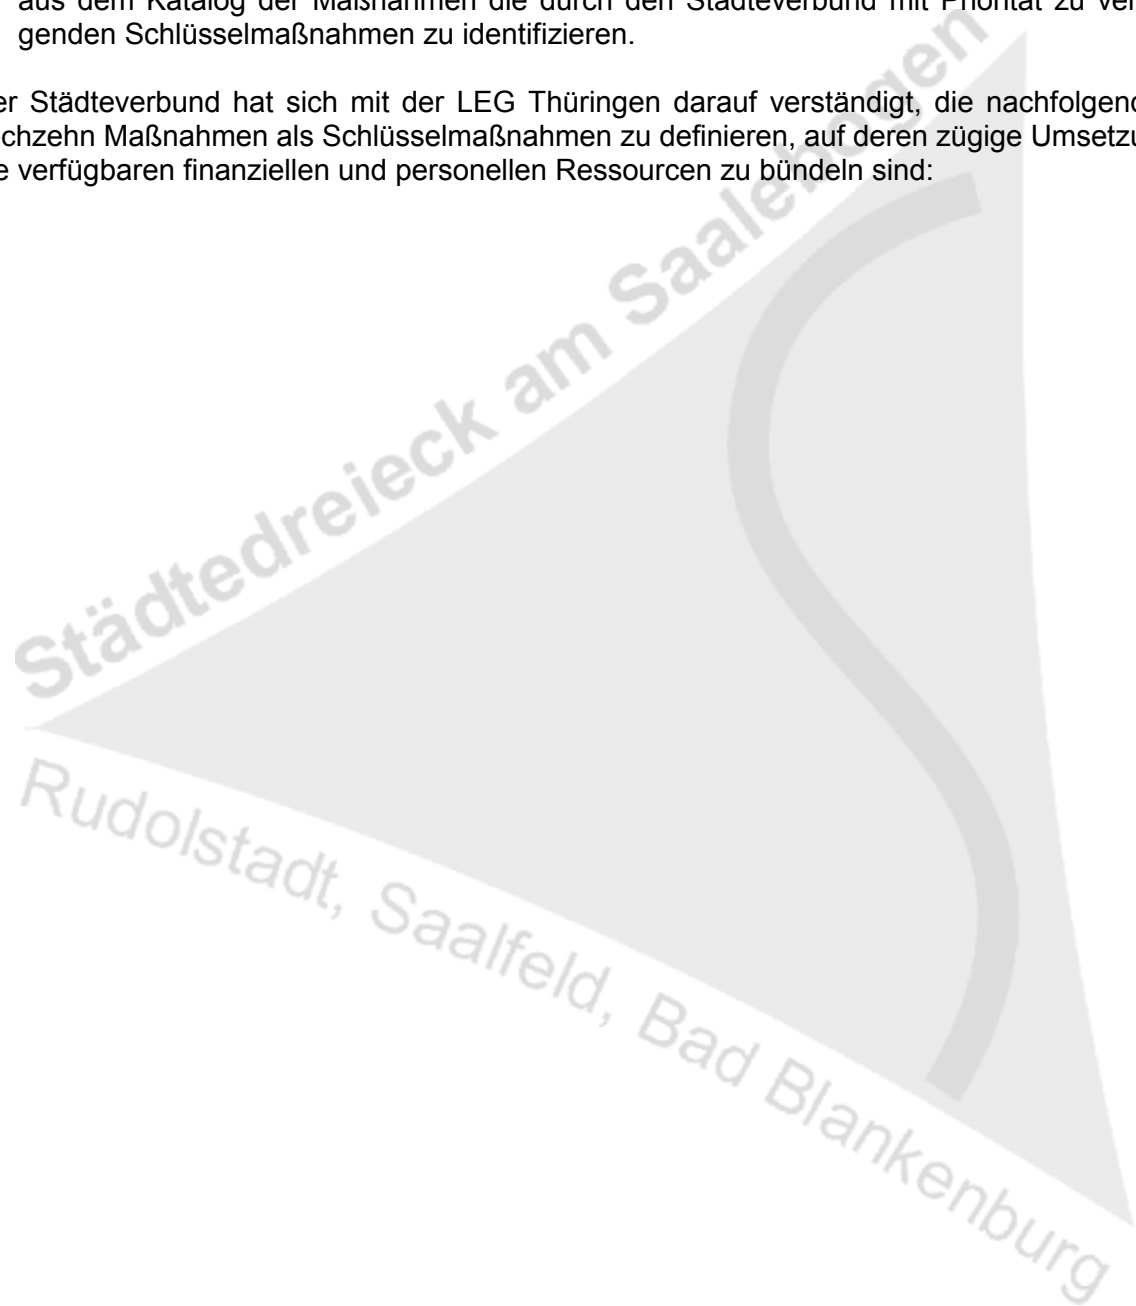 aus dem Katalog der Maßnahmen die durch den Städteverbund mit Priorität zu verf
genden Schlüsselmaßnahmen zu identifizieren.
er Städteverbund hat sich mit der LEG Thüringen darauf verständigt, die nachfolgend
chzehn Maßnahmen als Schlüsselmaßnahmen zu definieren, auf deren zügige Umsetzu
e verfügbaren finanziellen und personellen Ressourcen zu bündeln sind:
Städtedreieck am Saalebogen
Rudolstadt, Saalfeld, Bad Blankenburg